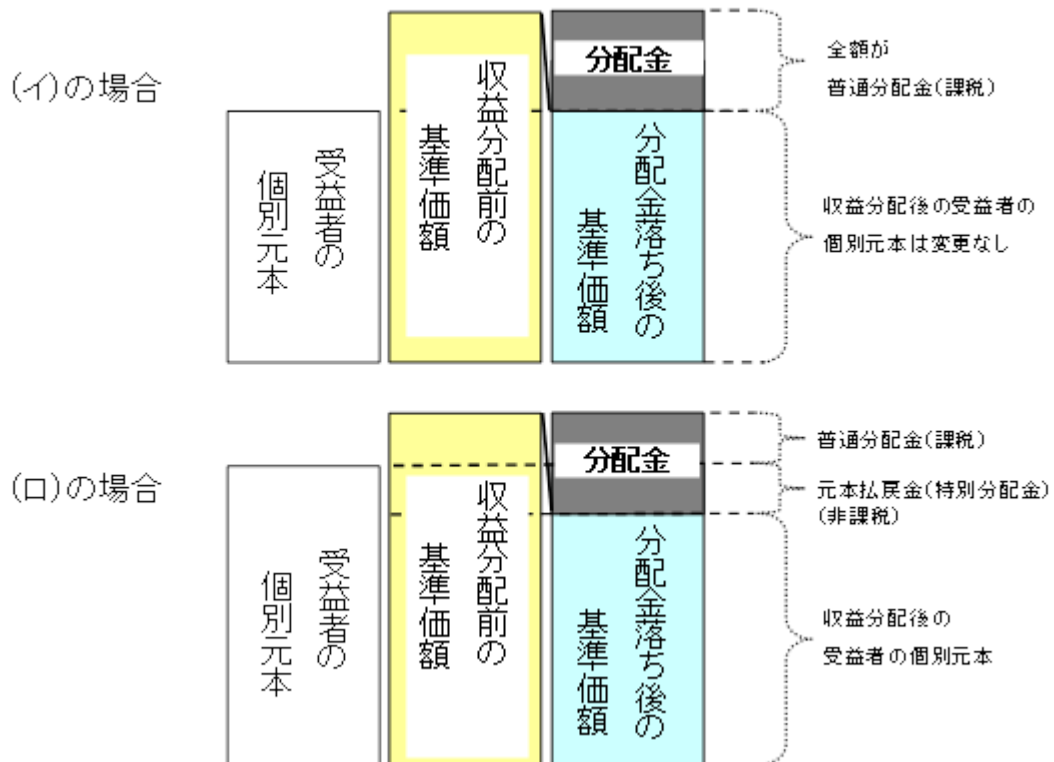 (イ)の場合
受益者の
個別元本
収益分配前の
基準価額
分配金
分配金落ち後の
基準価額
全額が
普通分配金(課税)
収益分配後の受益者の
個別元本は変更なし
(ロ)の場合
受益者の
個別元本
収益分配前の
基準価額
分配金
分配金落ち後の
基準価額
普通分配金(課税)
元本払戻金(特別分配金)
(非課税)
収益分配後の
受益者の個別元本